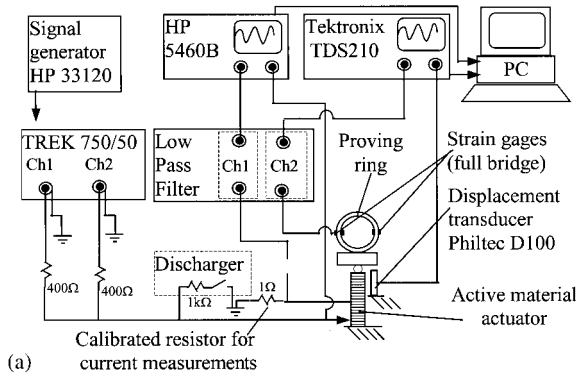 Signal
generator
HP 33120
HP
5460B
Tektronix
TDS210
PC
TREK 750/50
Ch1
Ch2
Low
Pass
Filter
Ch1
Ch2
Proving
ring
Strain gages
(full bridge)
Displacement
transducer
Philtec D100
Discharger
1kΩ
1Ω
400Ω
400Ω
Active material
actuator
Calibrated resistor for
current measurements
(a)